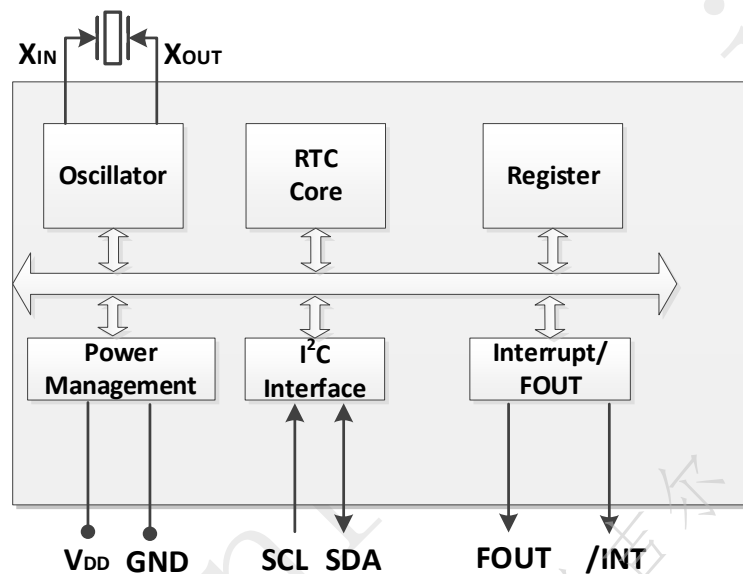 XIN XOUT
Oscillator
RTC
Core
Register
Power
Management
I²C
Interface
Interrupt/
FOUT
VDD GND SCL SDA FOUT /INT